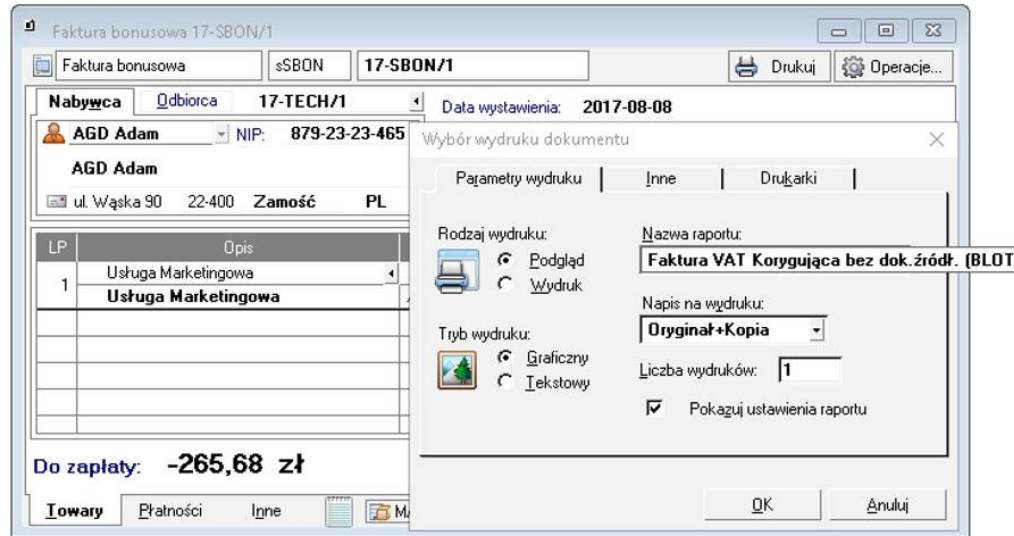 Faktura bonusowa 17-SBON/1
Faktura bonusowa sSBON 17-SBON/1 Drukuj Operacje...
Nabywca Odbiorca 17-TECH/1 Data wystawienia: 2017-08-08
AGD Adam NIP: 879-23-23-465
AGD Adam
ul. Wąska 90 22-400 Zamość PL
LP Opis
1 Usługa Marketingowa
Usługa Marketingowa
Do zapłaty: -265,68 zł
Towary Płatności Inne
Wybór wydruku dokumentu
Parametry wydruku Inne Drukarki
Rodzaj wydruku:
Podgląd
Wydruk
Nazwa raportu:
Faktura VAT Korygująca bez dok.źródł. (BLOT
Napis na wydruku:
Oryginał+Kopia
Tryb wydruku:
Graficzny
Tekstowy
Liczba wydruków: 1
Pokazuj ustawienia raportu
OK Anuluj